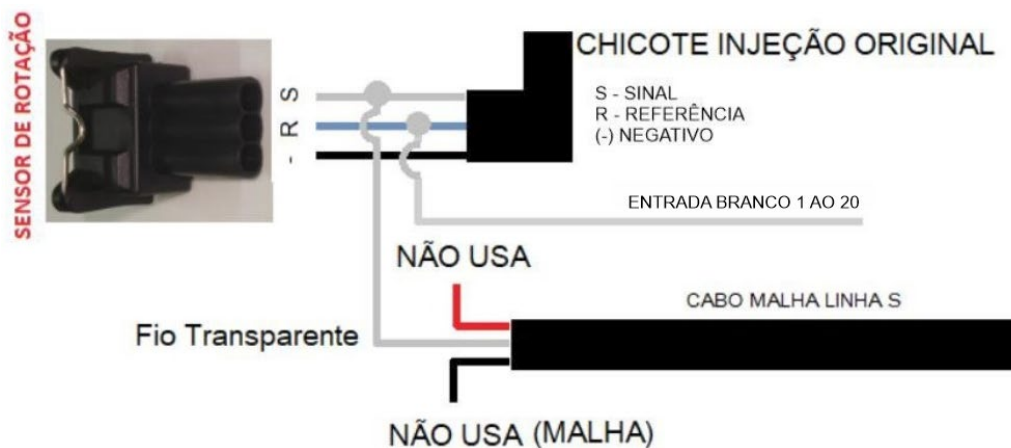 SENSOR DE ROTAÇÃO
S
R
-
CHICOTE INJEÇÃO ORIGINAL
S - SINAL
R - REFERÊNCIA
(-) NEGATIVO
ENTRADA BRANCO 1 AO 20
NÃO USA
CABO MALHA LINHA S
Fio Transparente
NÃO USA (MALHA)